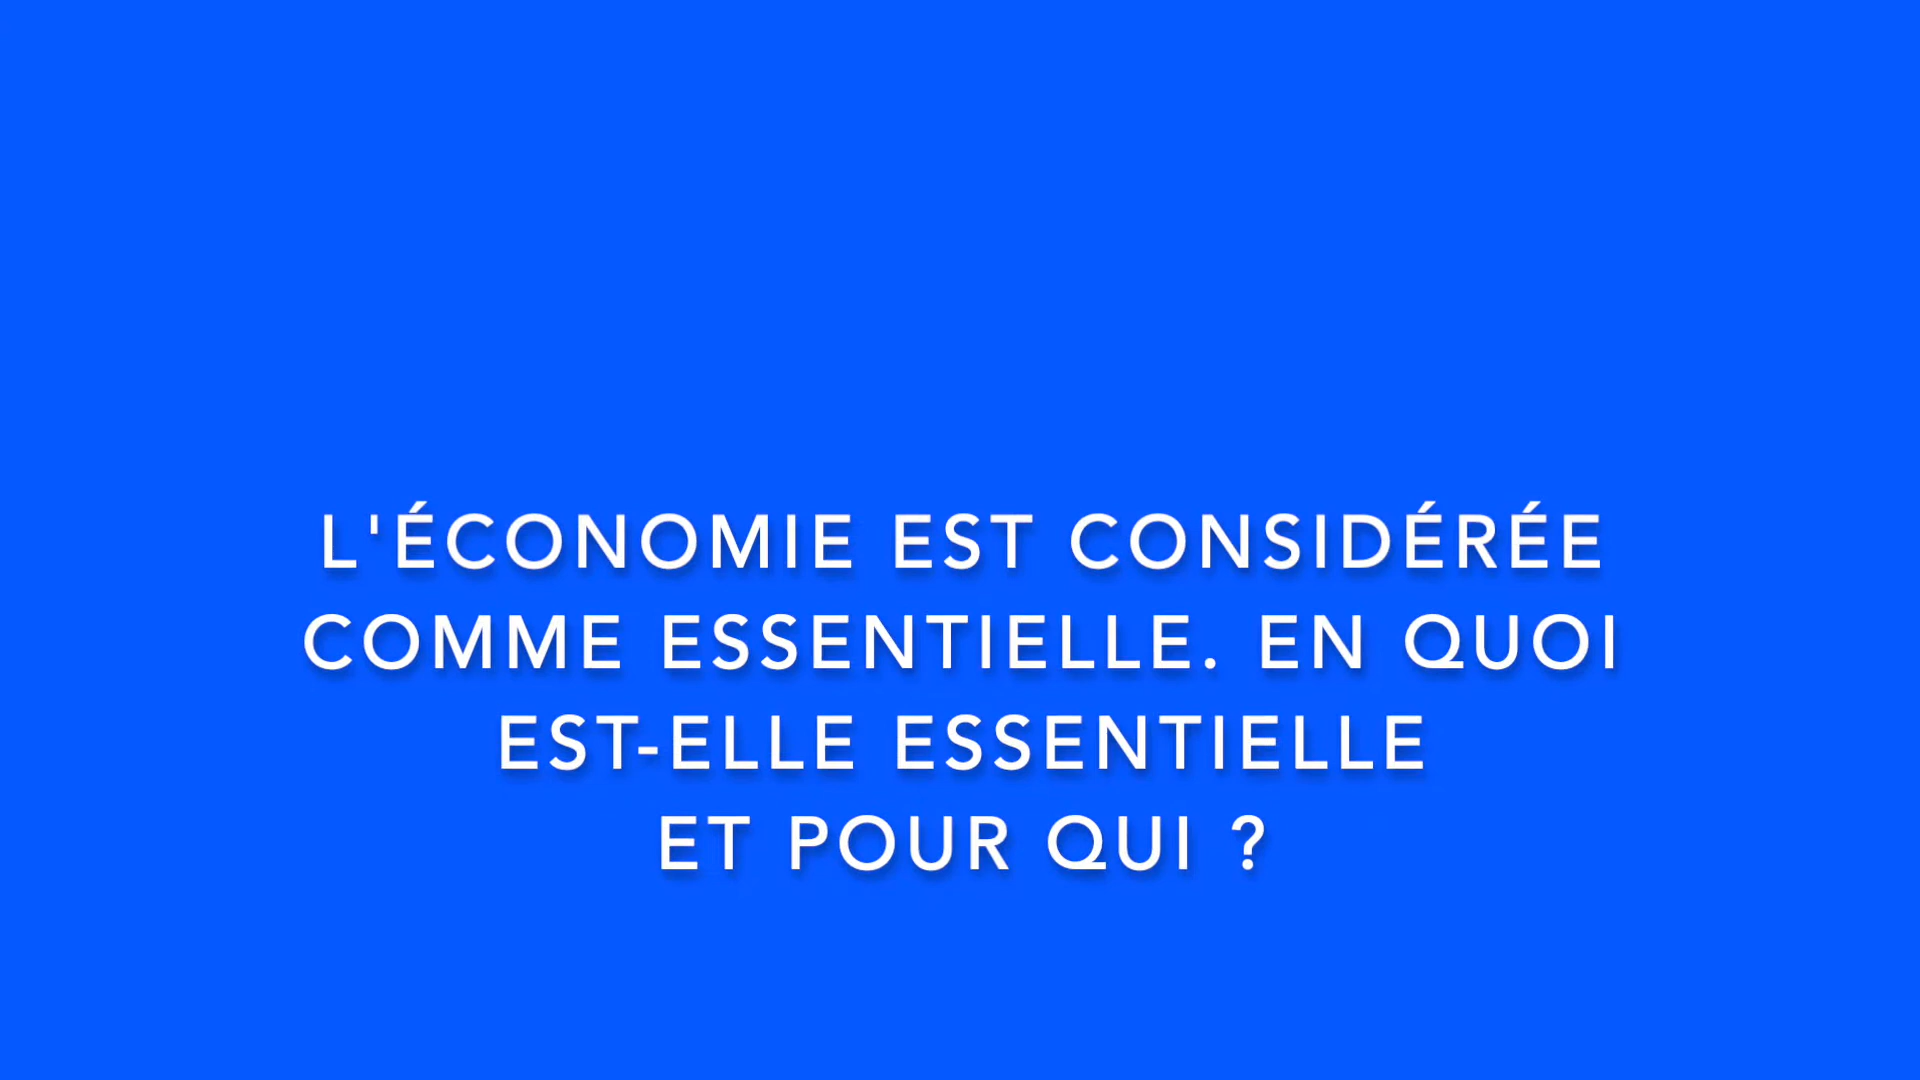 L'ÉCONOMIE EST CONSIDÉRÉE
COMME ESSENTIELLE. EN QUOI
EST-ELLE ESSENTIELLE
ET POUR QUI ?